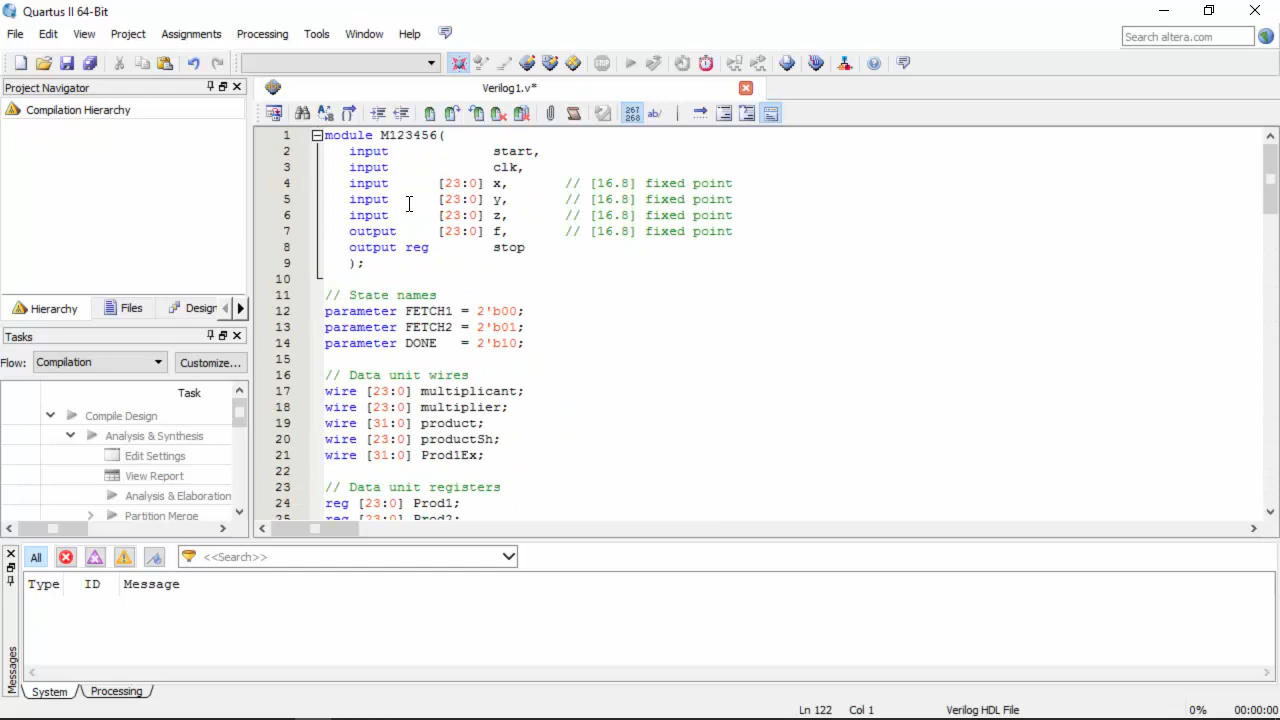 Quartus II 64-Bit
File Edit View Project Assignments Processing Tools Window Help
Search altera.com
Project Navigator
Compilation Hierarchy
Hierarchy Files Design
Tasks
Flow: Compilation Customize...
Task
Compile Design
Analysis & Synthesis
Edit Settings
View Report
Analysis & Elaboration
Partition Merge
Verilog1.v*
267
268
ab/
1 module M123456(
2 input start,
3 input clk,
4 input [23:0] x, // [16.8] fixed point
5 input [23:0] y, // [16.8] fixed point
6 input [23:0] z, // [16.8] fixed point
7 output [23:0] f, // [16.8] fixed point
8 output reg stop
9 );
10
11 // State names
12 parameter FETCH1 = 2'b00;
13 parameter FETCH2 = 2'b01;
14 parameter DONE = 2'b10;
15
16 // Data unit wires
17 wire [23:0] multiplicant;
18 wire [23:0] multiplier;
19 wire [31:0] product;
20 wire [23:0] productSh;
21 wire [31:0] Prod1Ex;
22
23 // Data unit registers
24 reg [23:0] Prod1;
25 reg [23:0] Prod2;
All <<Search>>
Type ID Message
Messages
System Processing
Ln 122 Col 1 Verilog HDL File 0% 00:00:00